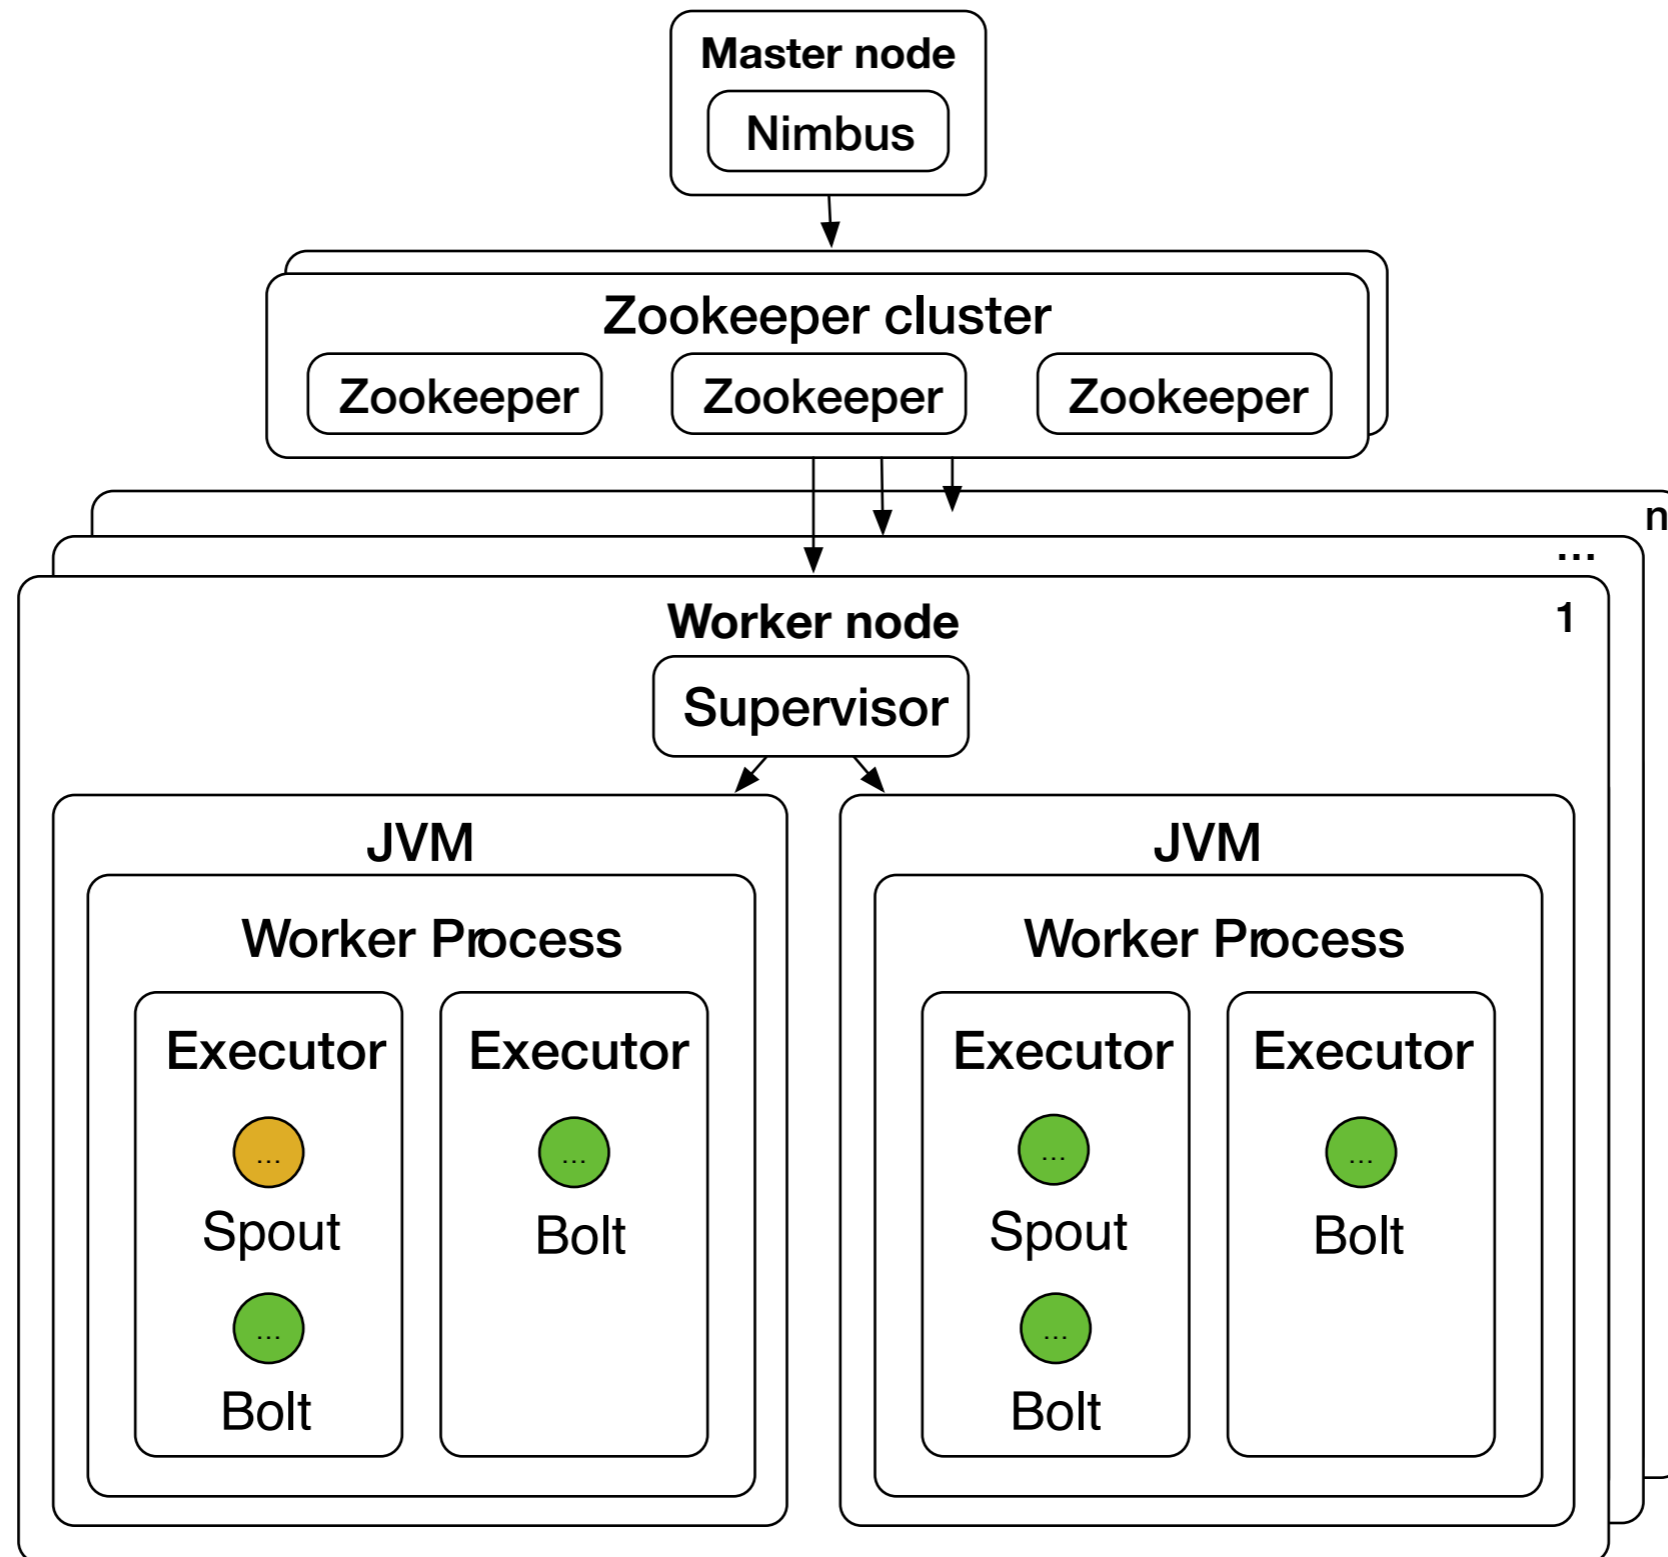 Master node
Nimbus
Zookeeper cluster
Zookeeper Zookeeper Zookeeper
n
...
1
Worker node
Supervisor
JVM JVM
Worker Process Worker Process
Executor Executor Executor Executor
... ... ... ...
Spout Bolt Spout Bolt
... ...
Bolt Bolt